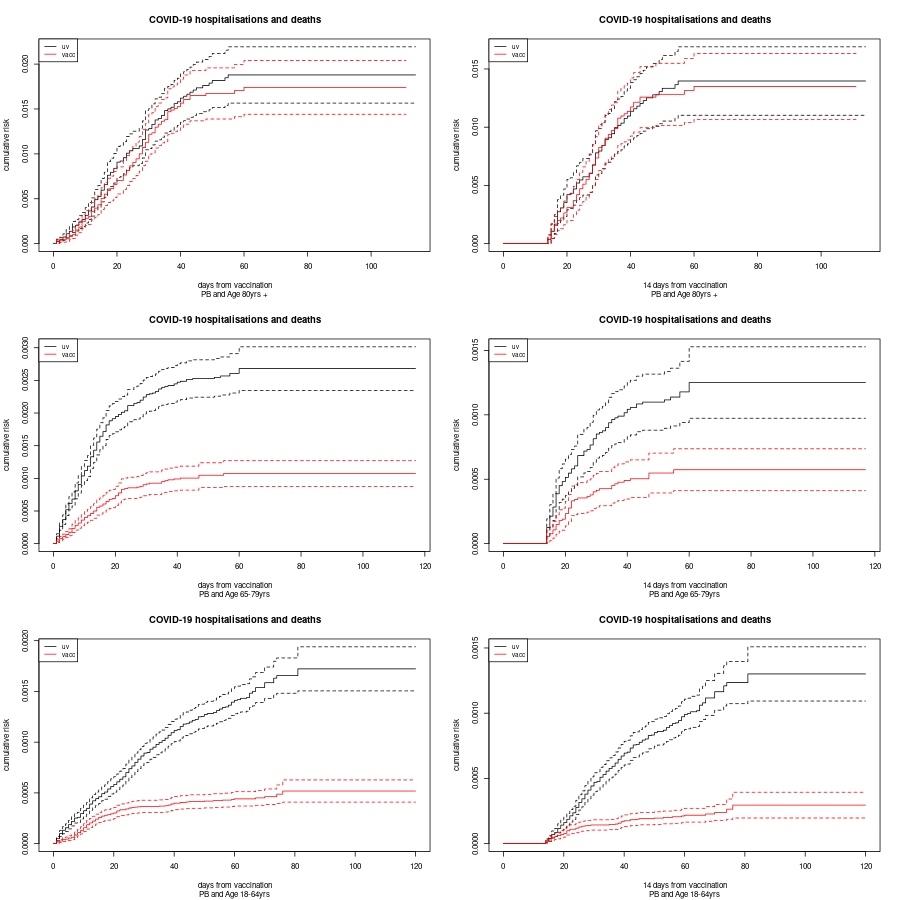 COVID-19 hospitalisations and deaths
uv
vacc
cumulative risk
0.000 0.005 0.010 0.015 0.020
0 20 40 60 80 100
days from vaccination
PB and Age 80yrs +
COVID-19 hospitalisations and deaths
uv
vacc
cumulative risk
0.000 0.005 0.010 0.015
0 20 40 60 80 100
14 days from vaccination
PB and Age 80yrs +
COVID-19 hospitalisations and deaths
uv
vacc
cumulative risk
0.0000 0.0005 0.0010 0.0015 0.0020 0.0025 0.0030
0 20 40 60 80 100 120
days from vaccination
PB and Age 65-79yrs
COVID-19 hospitalisations and deaths
uv
vacc
cumulative risk
0.0000 0.0005 0.0010 0.0015
0 20 40 60 80 100 120
14 days from vaccination
PB and Age 65-79yrs
COVID-19 hospitalisations and deaths
uv
vacc
cumulative risk
0.0000 0.0005 0.0010 0.0015 0.0020
0 20 40 60 80 100 120
days from vaccination
PB and Age 18-64yrs
COVID-19 hospitalisations and deaths
uv
vacc
cumulative risk
0.0000 0.0005 0.0010 0.0015
0 20 40 60 80 100 120
14 days from vaccination
PB and Age 18-64yrs